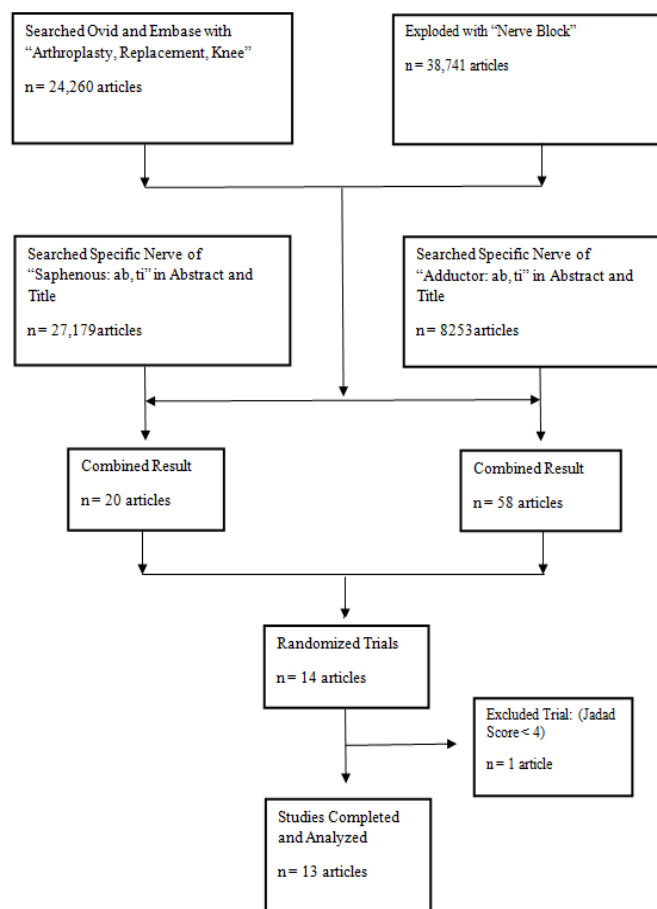 Searched Ovid and Embase with
“Arthroplasty, Replacement, Knee”
n= 24,260 articles
Exploded with “Nerve Block”
n= 38,741 articles
Searched Specific Nerve of
“Saphenous: ab, ti” in Abstract and
Title
n= 27,179 articles
Searched Specific Nerve of
“Adductor: ab, ti” in Abstract and
Title
n= 8253articles
Combined Result
n= 20 articles
Combined Result
n= 58 articles
Randomized Trials
n= 14 articles
Excluded Trial: (Jadad
Score < 4)
n= 1 article
Studies Completed
and Analyzed
n= 13 articles